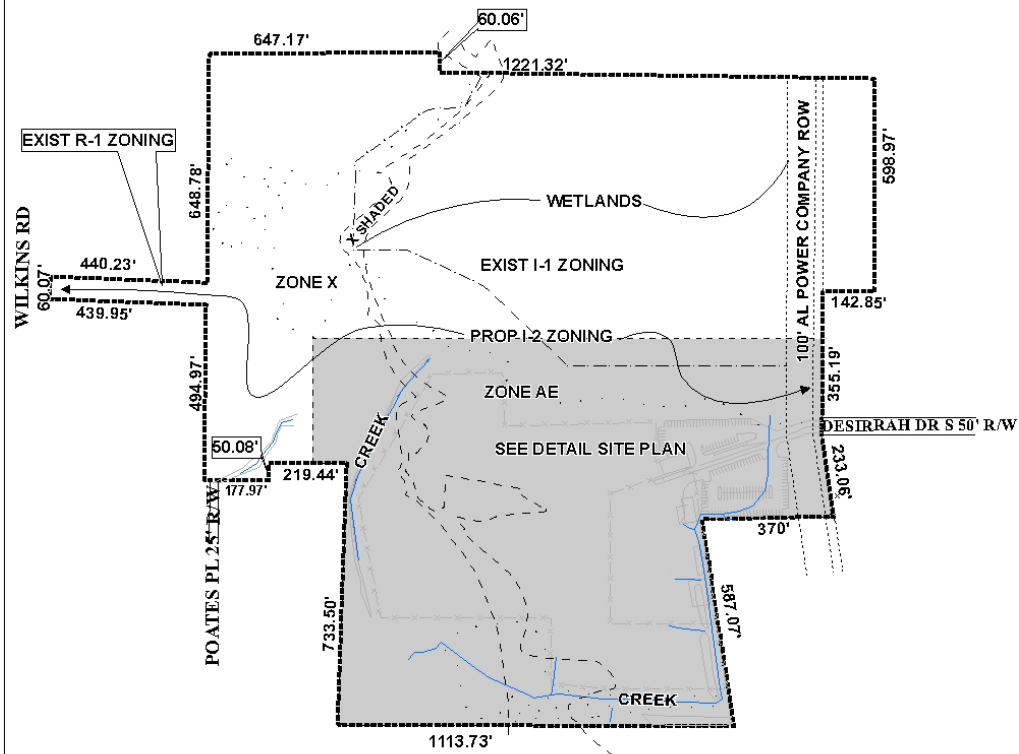 60.06'
647.17'
1221.32'
EXIST R-1 ZONING
648.78'
100' AL POWER COMPANY ROW
598.97'
WETLANDS
X SHADED
WILKINS RD
440.23'
60.07'
439.95'
ZONE X
EXIST I-1 ZONING
142.85'
PROP I-2 ZONING
355.19'
494.97'
ZONE AE
CREEK
SEE DETAIL SITE PLAN
DESIRRAH DR S 50' R/W
50.08'
219.44'
177.97'
233.06'
370'
POATES PL 25' R/W
733.50'
587.07'
CREEK
1113.73'